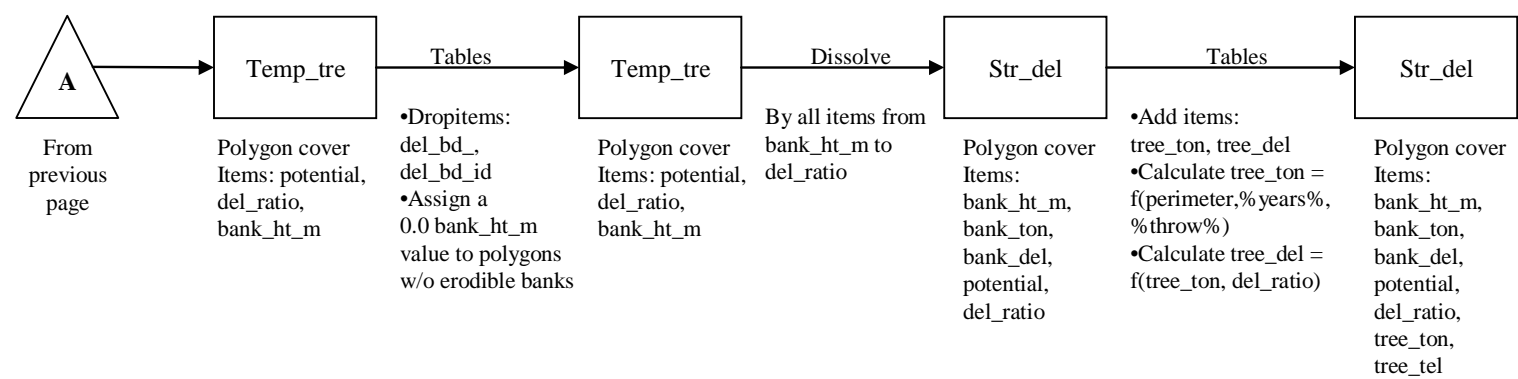 A
From
previous
page
Temp_tre
Polygon cover
Items: potential,
del_ratio,
bank_ht_m
Tables
•Dropitems:
del_bd_,
del_bd_id
•Assign a
0.0 bank_ht_m
value to polygons
w/o erodible banks
Temp_tre
Polygon cover
Items: potential,
del_ratio,
bank_ht_m
Dissolve
By all items from
bank_ht_m to
del_ratio
Str_del
Polygon cover
Items:
bank_ht_m,
bank_ton,
bank_del,
potential,
del_ratio
Tables
•Add items:
tree_ton, tree_del
•Calculate tree_ton =
f(perimeter,%years%,
%throw%)
•Calculate tree_del =
f(tree_ton, del_ratio)
Str_del
Polygon cover
Items:
bank_ht_m,
bank_ton,
bank_del,
potential,
del_ratio,
tree_ton,
tree_tel